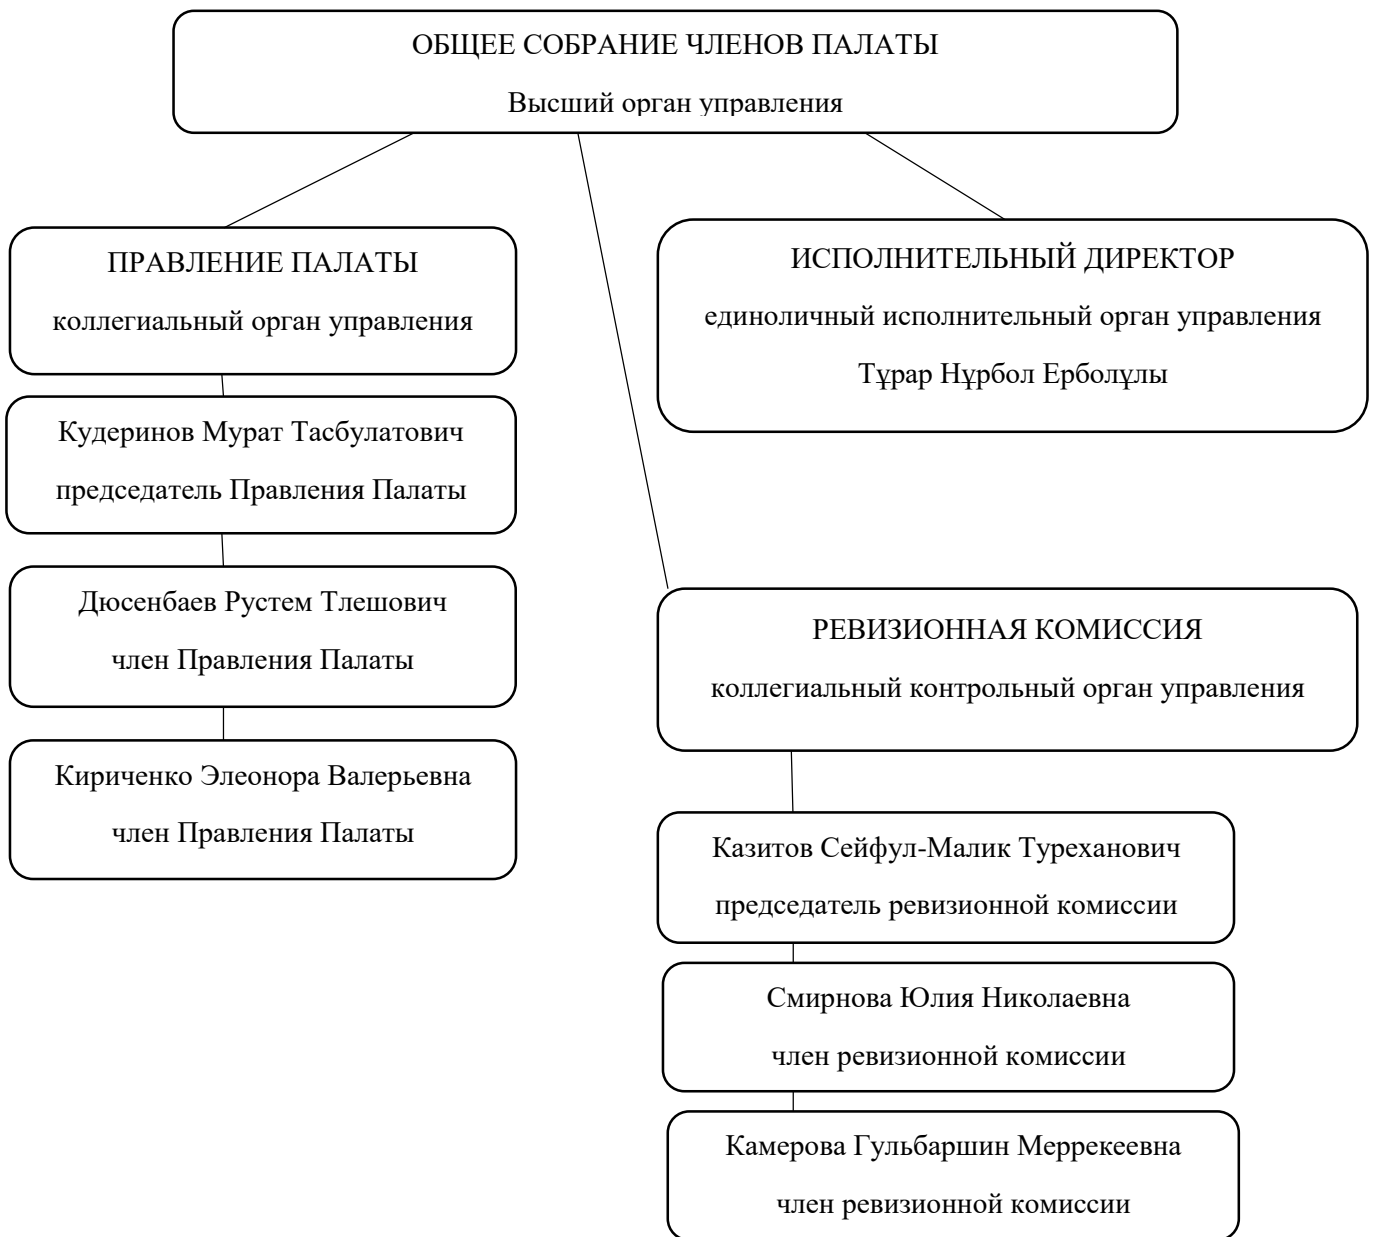 ОБЩЕЕ СОБРАНИЕ ЧЛЕНОВ ПАЛАТЫ
Высший орган управления
ПРАВЛЕНИЕ ПАЛАТЫ
коллегиальный орган управления
Кудеринов Мурат Тасбулатович
председатель Правления Палаты
Дюсенбаев Рустем Тлешович
член Правления Палаты
Кириченко Элеонора Валерьевна
член Правления Палаты
ИСПОЛНИТЕЛЬНЫЙ ДИРЕКТОР
единоличный исполнительный орган управления
Тұрар Нұрбол Ерболұлы
РЕВИЗИОННАЯ КОМИССИЯ
коллегиальный контрольный орган управления
Казитов Сейфул-Малик Туреханович
председатель ревизионной комиссии
Смирнова Юлия Николаевна
член ревизионной комиссии
Камерова Гульбаршин Меррекеевна
член ревизионной комиссии